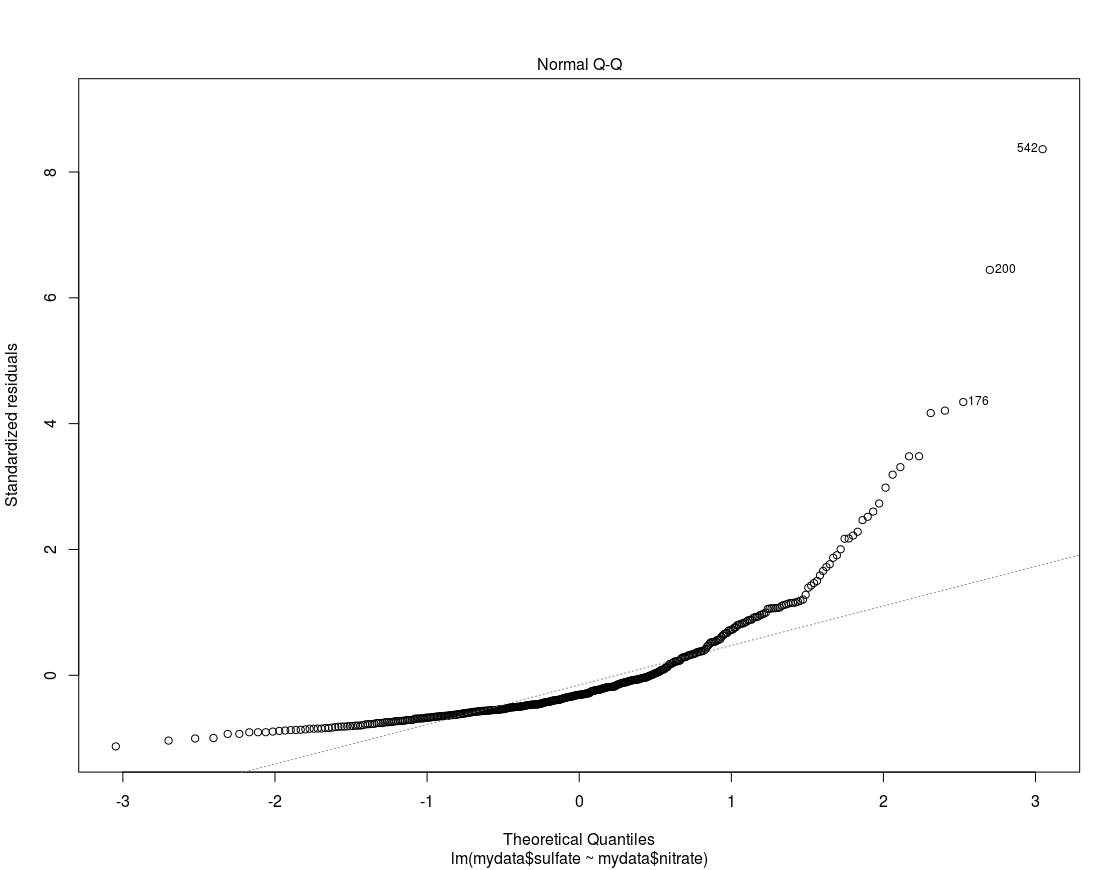 Normal Q-Q
542
200
176
8
6
4
2
0
Standardized residuals
-3 -2 -1 0 1 2 3
Theoretical Quantiles
lm(mydata$sulfate ~ mydata$nitrate)